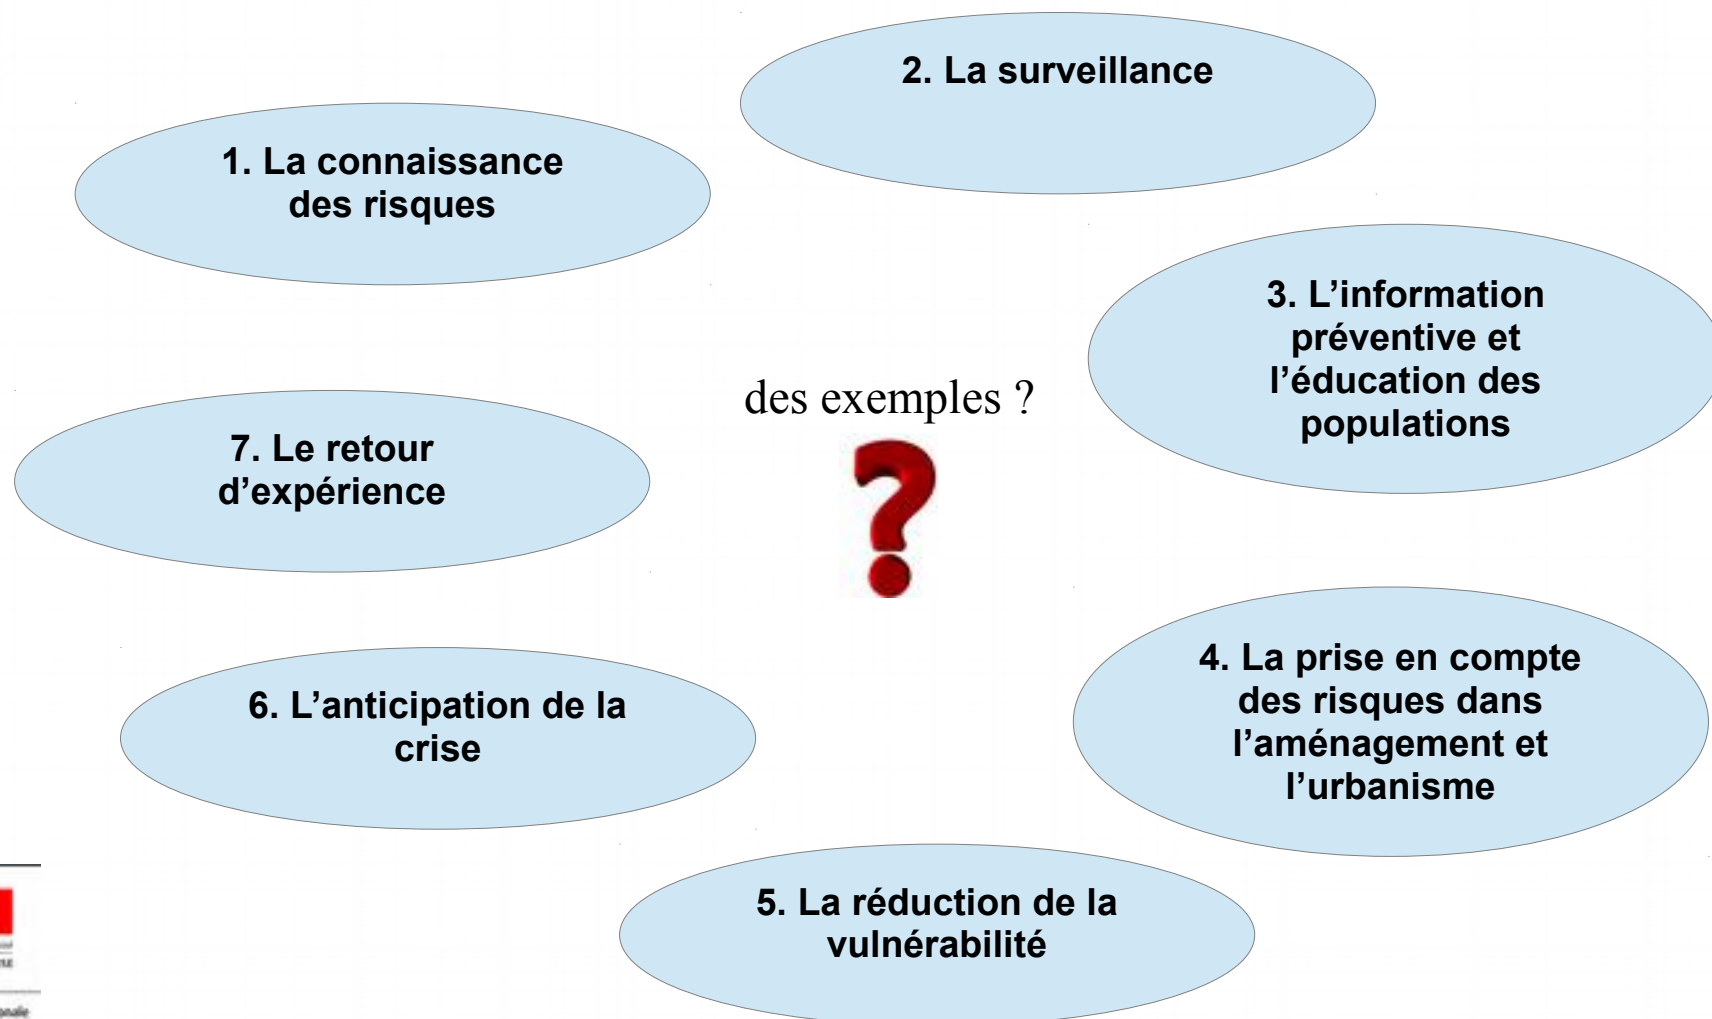 1. La connaissance
des risques
2. La surveillance
3. L’information
préventive et
l’éducation des
populations
des exemples ?
7. Le retour
d’expérience
4. La prise en compte
des risques dans
l’aménagement et
l’urbanisme
6. L’anticipation de la
crise
5. La réduction de la
vulnérabilité